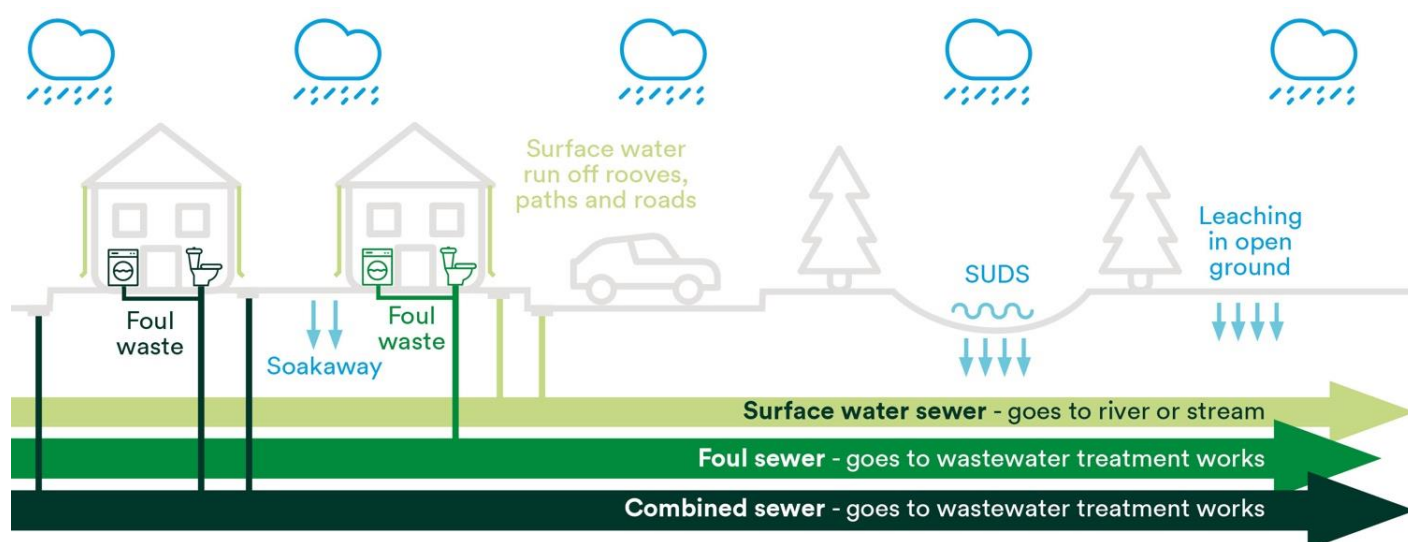 Surface water
run off rooves,
paths and roads
Leaching
in open
ground
SUDS
Foul
waste
Soakaway
Foul
waste
Surface water sewer - goes to river or stream
Foul sewer - goes to wastewater treatment works
Combined sewer - goes to wastewater treatment works